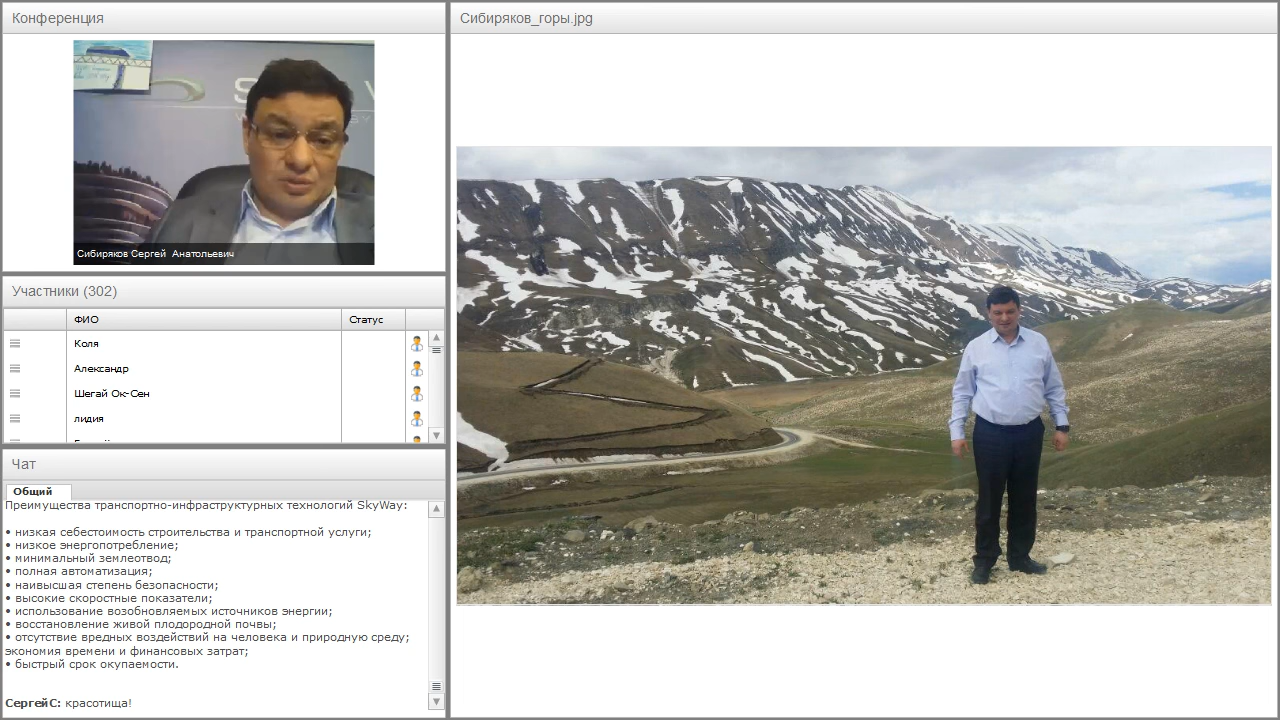 Конференция
Сибиряков Сергей Анатольевич
Участники (302)
ФИО
Статус
Коля
Александр
Шегай Ок-Сен
лидия
Чат
Общий
Преимущества транспортно-инфраструктурных технологий SkyWay:
• низкая себестоимость строительства и транспортной услуги;
• низкое энергопотребление;
• минимальный землеотвод;
• полная автоматизация;
• наивысшая степень безопасности;
• высокие скоростные показатели;
• использование возобновляемых источников энергии;
• восстановление живой плодородной почвы;
• отсутствие вредных воздействий на человека и природную среду;
экономия времени и финансовых затрат;
• быстрый срок окупаемости.
СергейС: красотища!
Сибиряков_горы.jpg